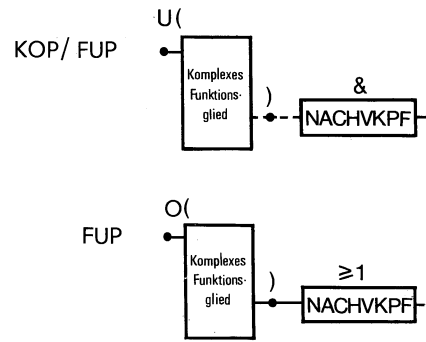 U(
KOP/ FUP
Komplexes
Funktions-
glied
)
&
NACHVKPF
O(
FUP
Komplexes
Funktions-
glied
)
≥1
NACHVKPF